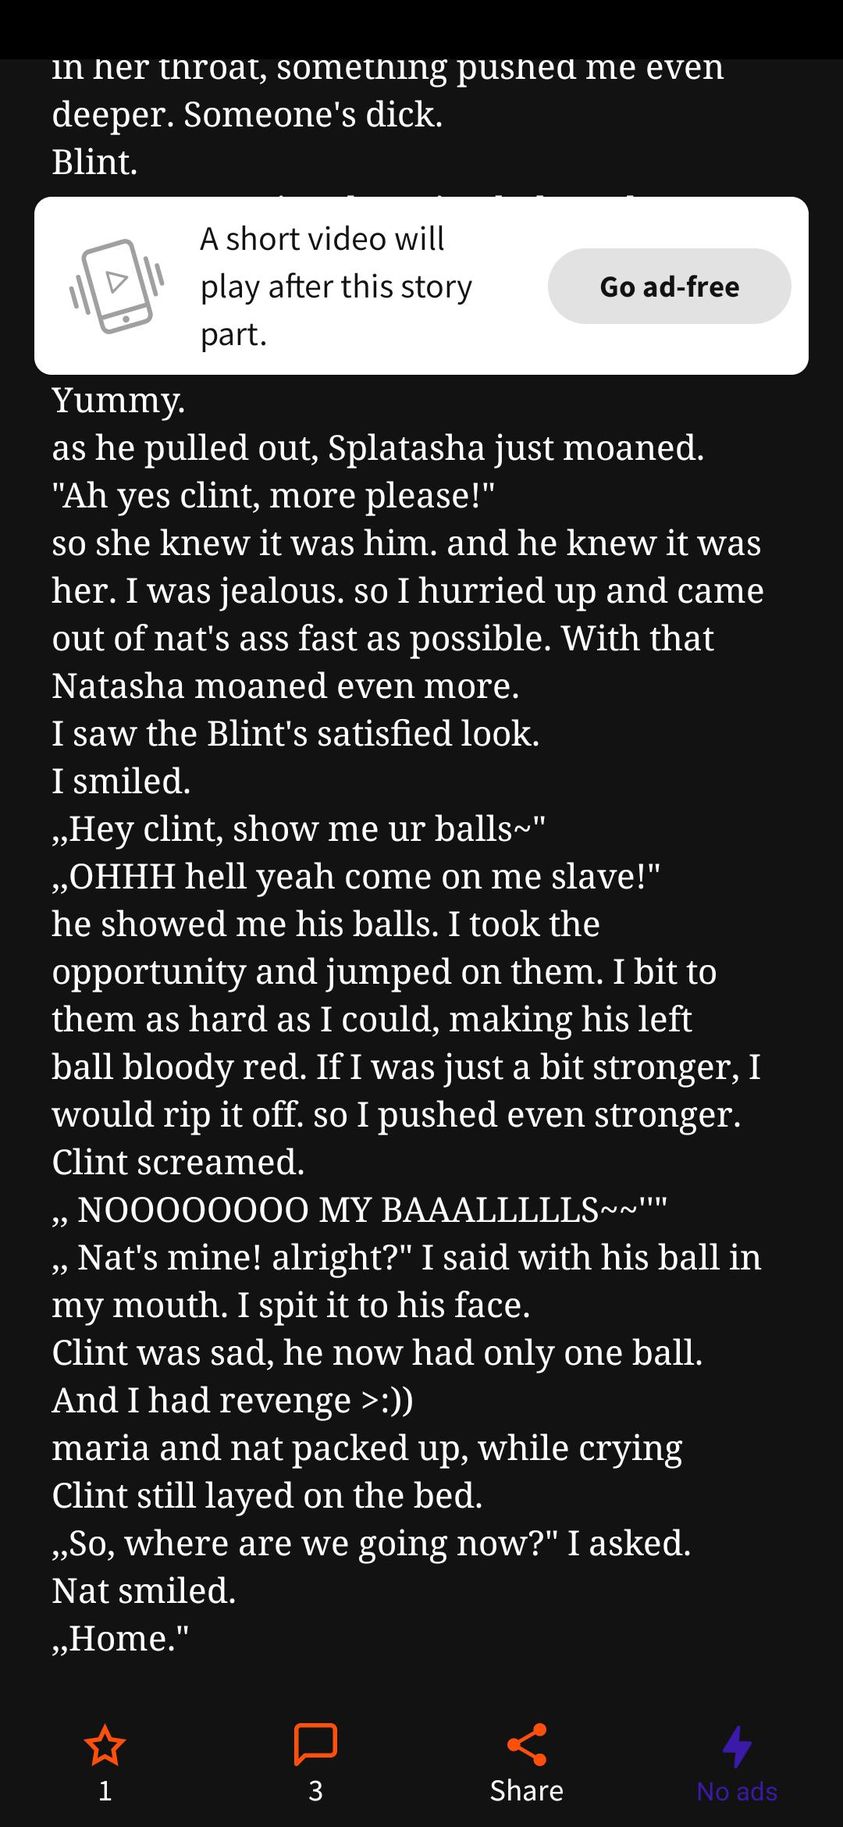 in her throat, something pushed me even
deeper. Someone's dick.
Blint.
A short video will
play after this story
part.
Go ad-free
Yummy.
as he pulled out, Splatasha just moaned.
"Ah yes clint, more please!"
so she knew it was him. and he knew it was
her. I was jealous. so I hurried up and came
out of nat's ass fast as possible. With that
Natasha moaned even more.
I saw the Blint's satisfied look.
I smiled.
,,Hey clint, show me ur balls~"
,,OHHH hell yeah come on me slave!"
he showed me his balls. I took the
opportunity and jumped on them. I bit to
them as hard as I could, making his left
ball bloody red. If I was just a bit stronger, I
would rip it off. so I pushed even stronger.
Clint screamed.
,, NOOOOOOOO MY BAAALLLLLS~~'''"
,, Nat's mine! alright?" I said with his ball in
my mouth. I spit it to his face.
Clint was sad, he now had only one ball.
And I had revenge >:))
maria and nat packed up, while crying
Clint still layed on the bed.
,,So, where are we going now?" I asked.
Nat smiled.
,,Home."
1
3
Share
No ads